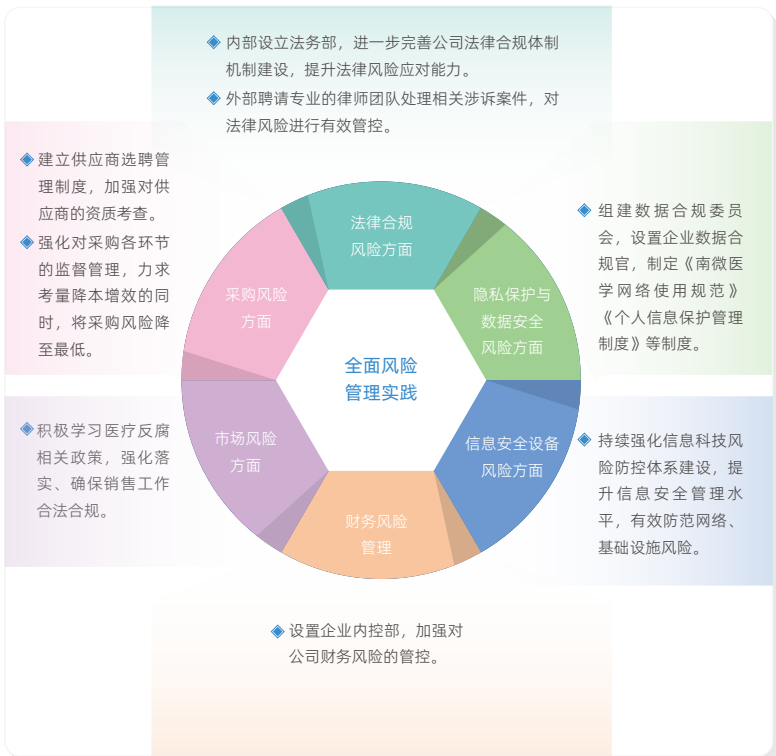 内部设立法务部，进一步完善公司法律合规体制
机制建设，提升法律风险应对能力。
外部聘请专业的律师团队处理相关涉诉案件，对
法律风险进行有效管控。
建立供应商选聘管
理制度，加强对供
应商的资质考查。
强化对采购各环节
的监督管理，力求
考量降本增效的同
时，将采购风险降
至最低。
法律合规
风险方面
采购风险
方面
隐私保护与
数据安全
风险方面
组建数据合规委员
会，设置企业数据合
规官，制定《南微医
学网络使用规范》
《个人信息保护管理
制度》等制度。
全面风险
管理实践
积极学习医疗反腐
相关政策，强化落
实、确保销售工作
合法合规。
市场风险
方面
信息安全设备
风险方面
持续强化信息科技风
险防控体系建设，提
升信息安全管理水
平，有效防范网络、
基础设施风险。
财务风险
管理
设置企业内控部，加强对
公司财务风险的管控。